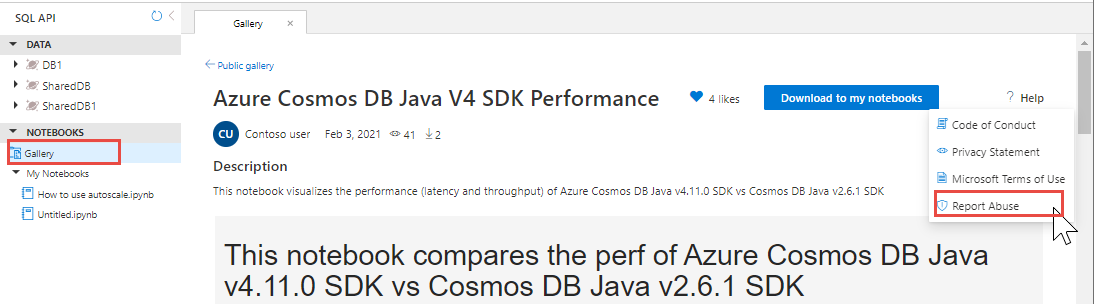 SQL API
DATA
DB1
SharedDB
SharedDB1
NOTEBOOKS
Gallery
My Notebooks
How to use autoscale.ipynb
Untitled.ipynb
Gallery
Public gallery
Azure Cosmos DB Java V4 SDK Performance
4 likes
Download to my notebooks
? Help
CU Contoso user Feb 3, 2021 41 2
Code of Conduct
Privacy Statement
Microsoft Terms of Use
Report Abuse
Description
This notebook visualizes the performance (latency and throughput) of Azure Cosmos DB Java v4.11.0 SDK vs Cosmos DB Java v2.6.1 SDK
This notebook compares the perf of Azure Cosmos DB Java
v4.11.0 SDK vs Cosmos DB Java v2.6.1 SDK